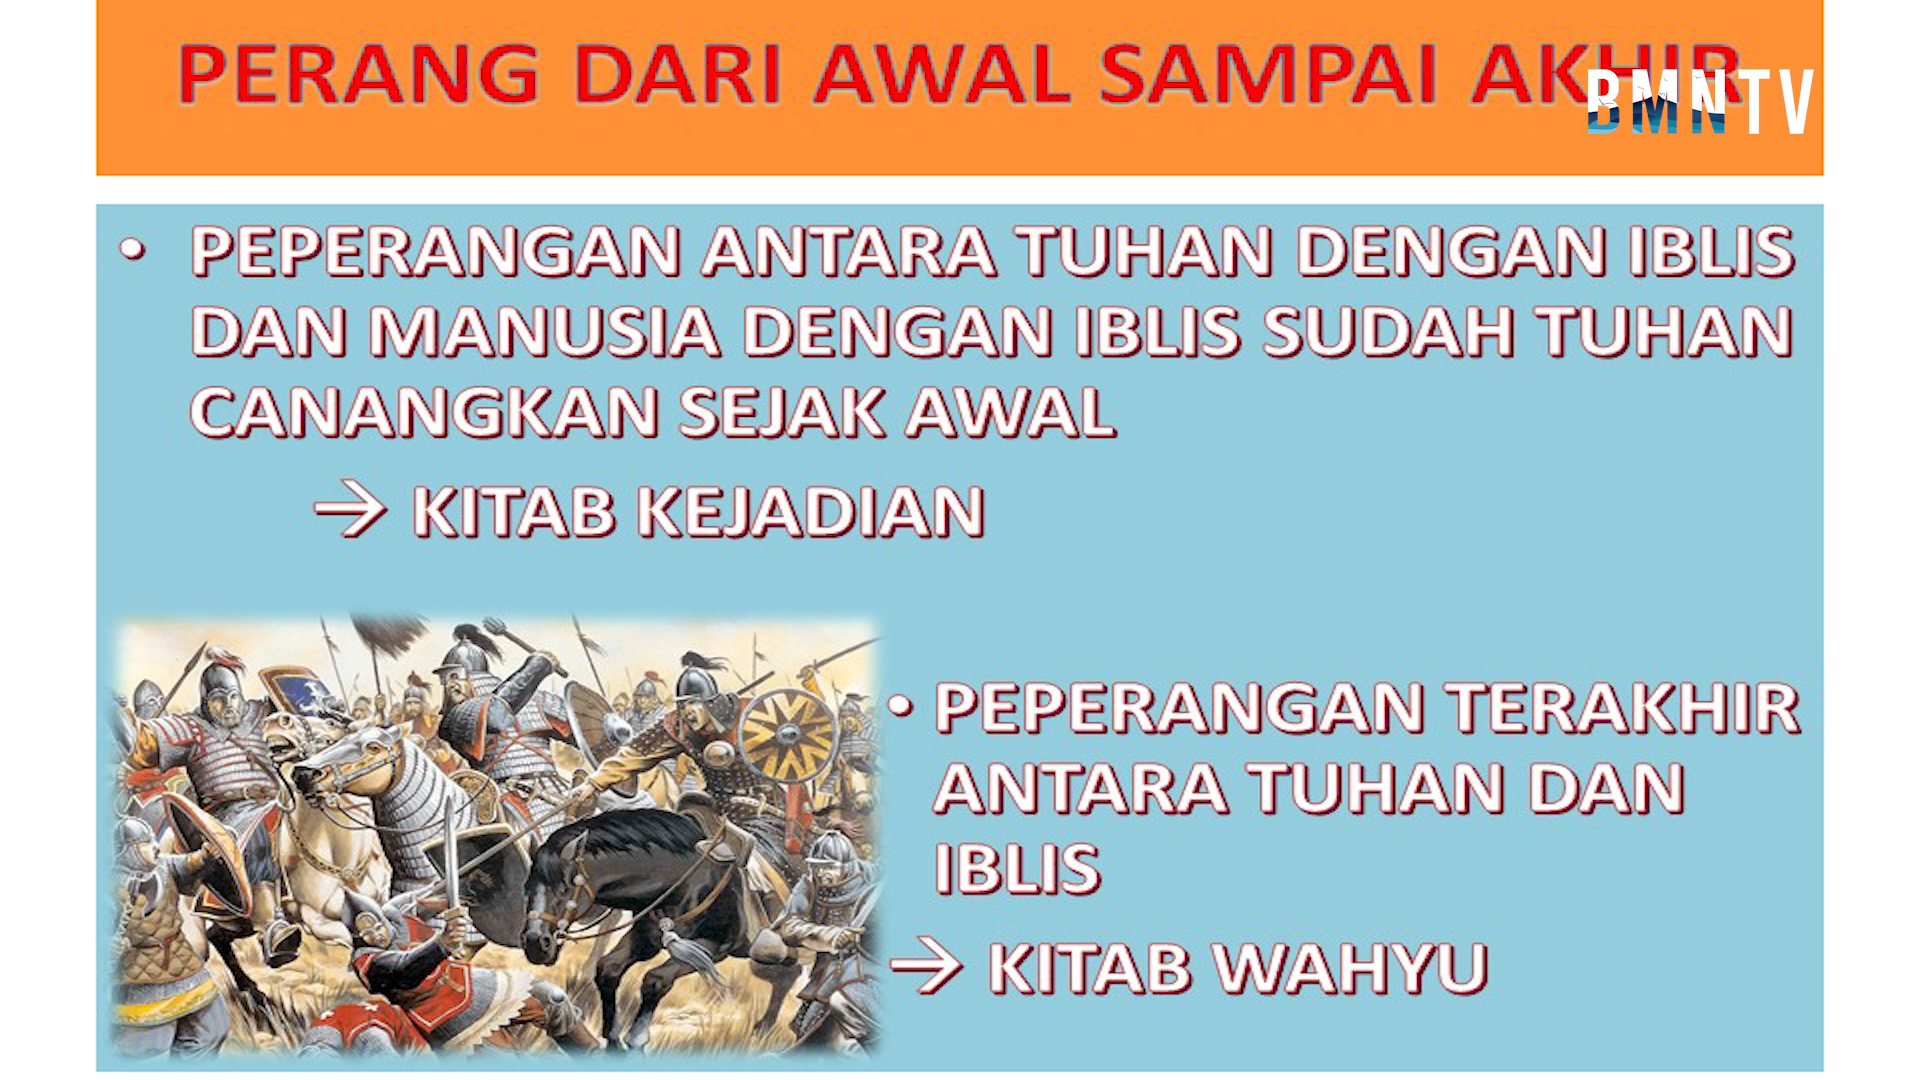 PERANG DARI AWAL SAMPAI AKHIR
BMNTV
• PEPERANGAN ANTARA TUHAN DENGAN IBLIS
DAN MANUSIA DENGAN IBLIS SUDAH TUHAN
CANANGKAN SEJAK AWAL
→ KITAB KEJADIAN
• PEPERANGAN TERAKHIR
ANTARA TUHAN DAN
IBLIS
→ KITAB WAHYU